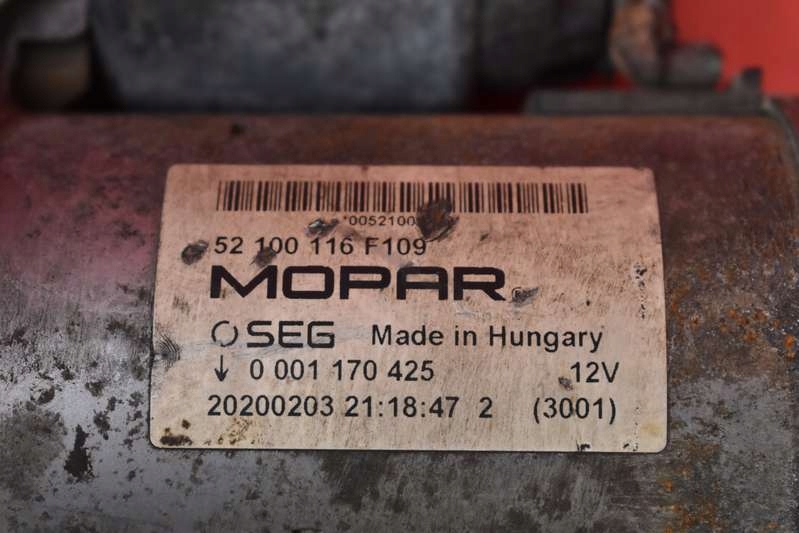 *0052100
52 100 116 F109
MOPAR
SEG Made in Hungary
↓ 0 001 170 425 12V
20200203 21:18:47 2 (3001)